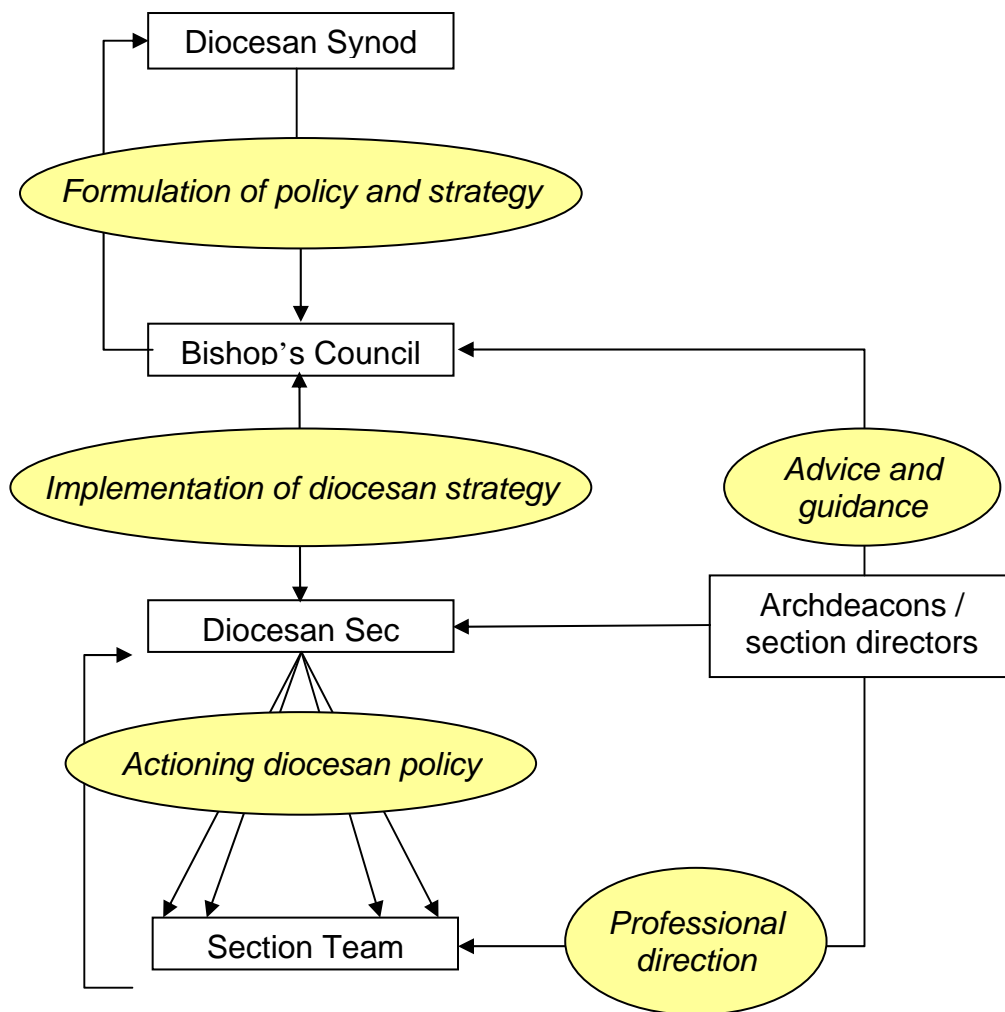 Diocesan Synod
Formulation of policy and strategy
Bishop’s Council
Implementation of diocesan strategy
Advice and
guidance
Archdeacons /
section directors
Diocesan Sec
Actioning diocesan policy
Professional
direction
Section Team